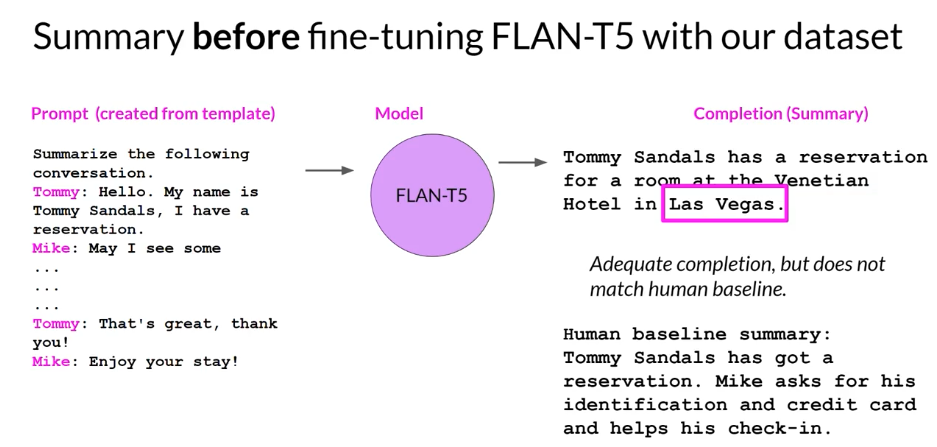 Summary before fine-tuning FLAN-T5 with our dataset
Prompt (created from template)
Summarize the following
conversation.
Tommy: Hello. My name is
Tommy Sandals, I have a
reservation.
Mike: May I see some
...
...
...
Tommy: That's great, thank
you!
Mike: Enjoy your stay!
Model
FLAN-T5
Completion (Summary)
Tommy Sandals has a reservation
for a room at the Venetian
Hotel in Las Vegas.
Adequate completion, but does not
match human baseline.
Human baseline summary:
Tommy Sandals has got a
reservation. Mike asks for his
identification and credit card
and helps his check-in.